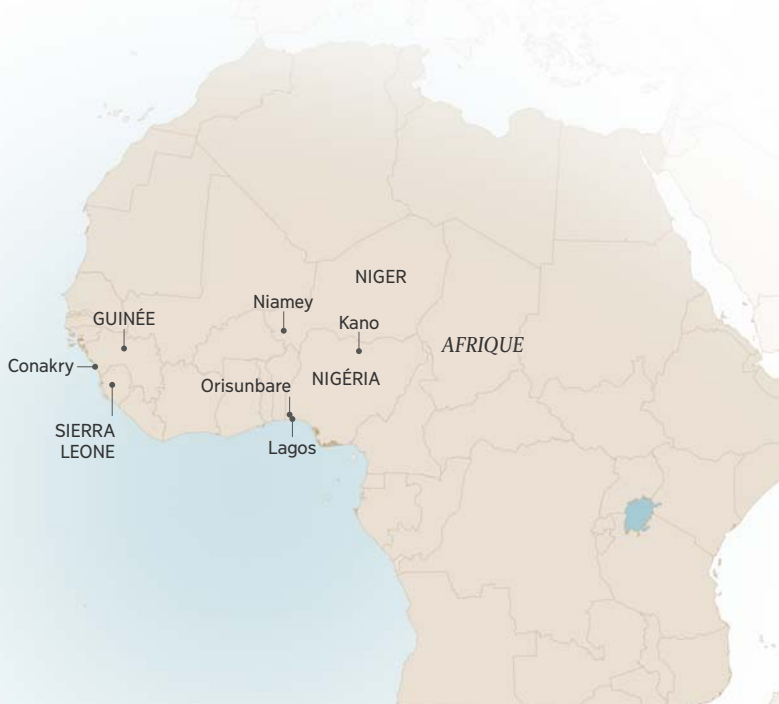 NIGER
Niamey
GUINÉE
Kano
AFRIQUE
Conakry
Orisunbare
NIGÉRIA
SIERRA
LEONE
Lagos